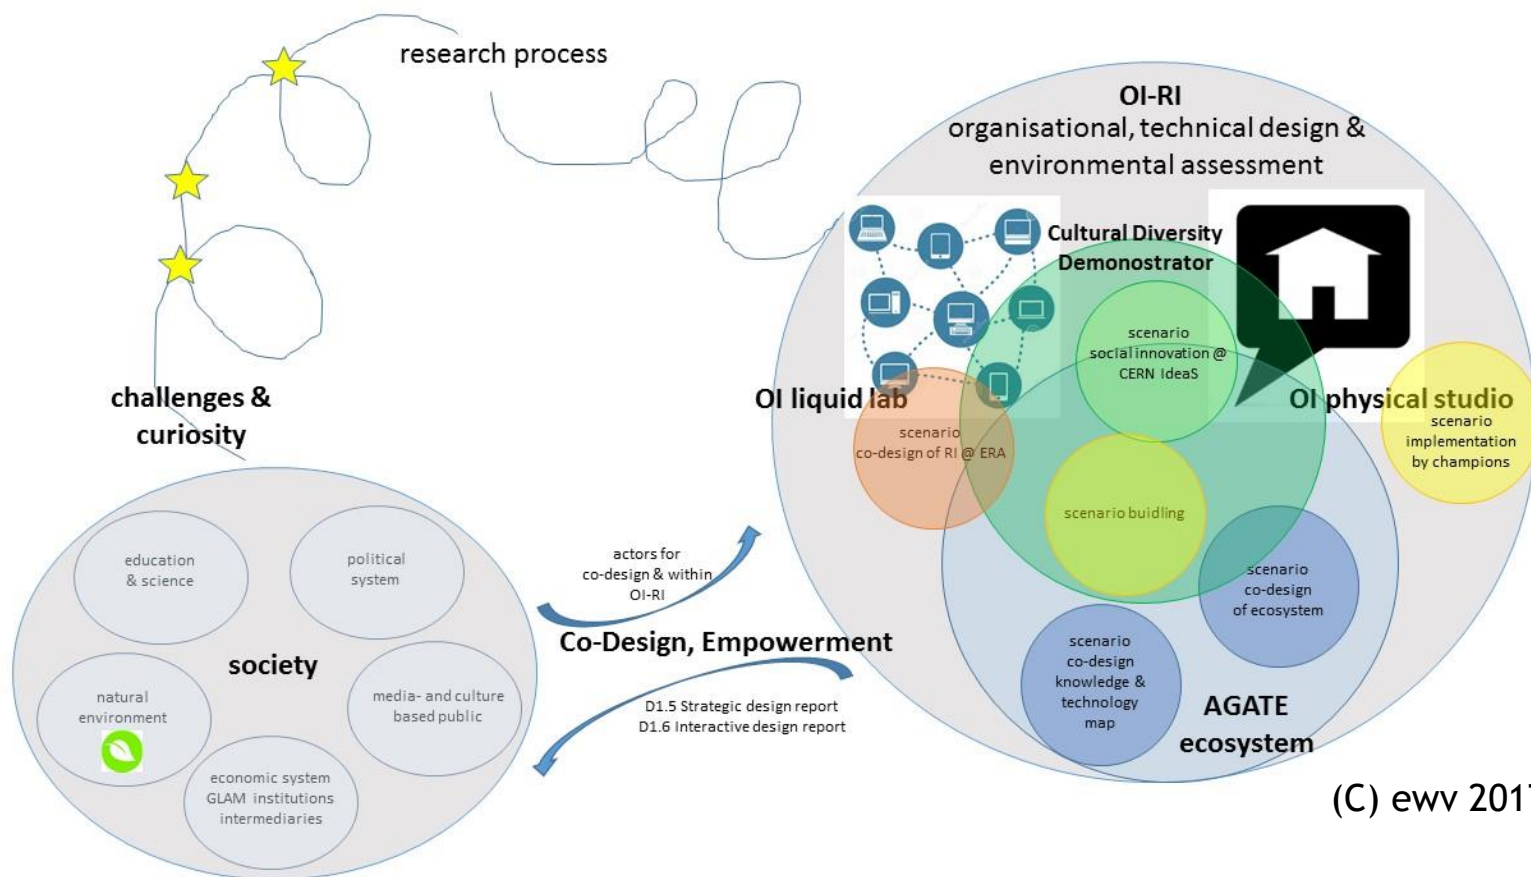 research process
challenges &
curiosity
education
& science
political
system
society
natural
environment
media- and culture
based public
economic system
GLAM institutions
intermediaries
actors for
co-design & within
OI-RI
Co-Design, Empowerment
D1.5 Strategic design report
D1.6 Interactive design report
OI-RI
organisational, technical design &
environmental assessment
Cultural Diversity
Demonostrator
scenario
social innovation @
CERN IdeaS
OI liquid lab
OI physical studio
scenario
co-design of RI @ ERA
scenario
implementation
by champions
scenario buidling
scenario
co-design
of ecosystem
scenario
co-design
knowledge &
technology
map
AGATE
ecosystem
(C) ewv 2017